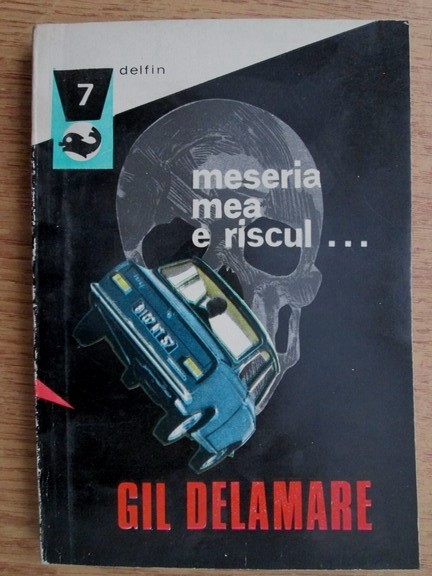 delfin
7
meseria
mea
e riscul ...
GIL DELAMARE